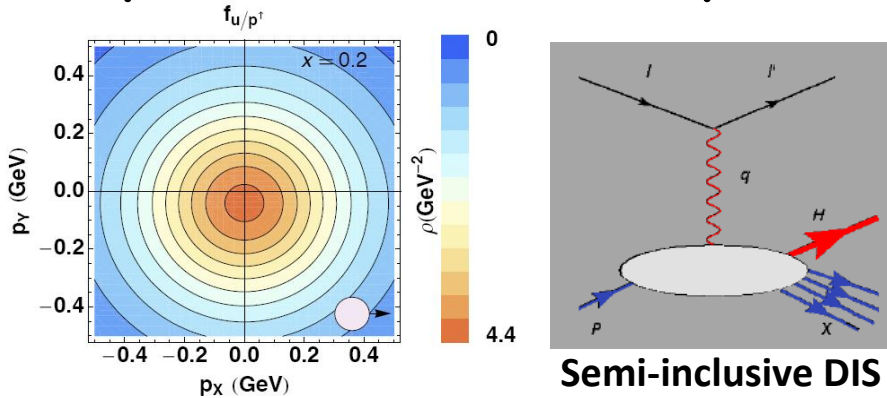 f_{u/p↑}
x = 0.2
0.4
0.2
0.0
−0.2
−0.4
p_Y (GeV)
−0.4 −0.2 0.0 0.2 0.4
p_X (GeV)
0
ρ(GeV⁻²)
4.4
l
l'
q
H
P
X
Semi-inclusive DIS